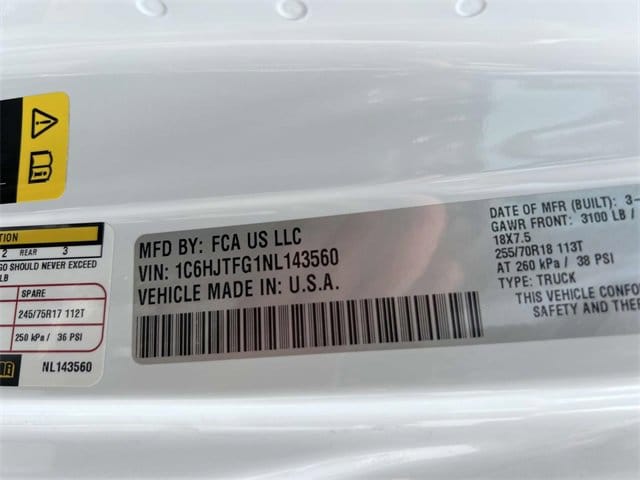 MFD BY: FCA US LLC
VIN: 1C6HJTFG1NL143560
VEHICLE MADE IN: U.S.A.
DATE OF MFR (BUILT): 3-
GAWR FRONT: 3100 LB /
18X7.5
255/70R18 113T
AT 260 kPa / 38 PSI
TYPE: TRUCK
THIS VEHICLE CONFOR
SAFETY AND THE
2 REAR 3
GO SHOULD NEVER EXCEED
LB
SPARE
245/75R17 112T
250 kPa / 36 PSI
NL143560